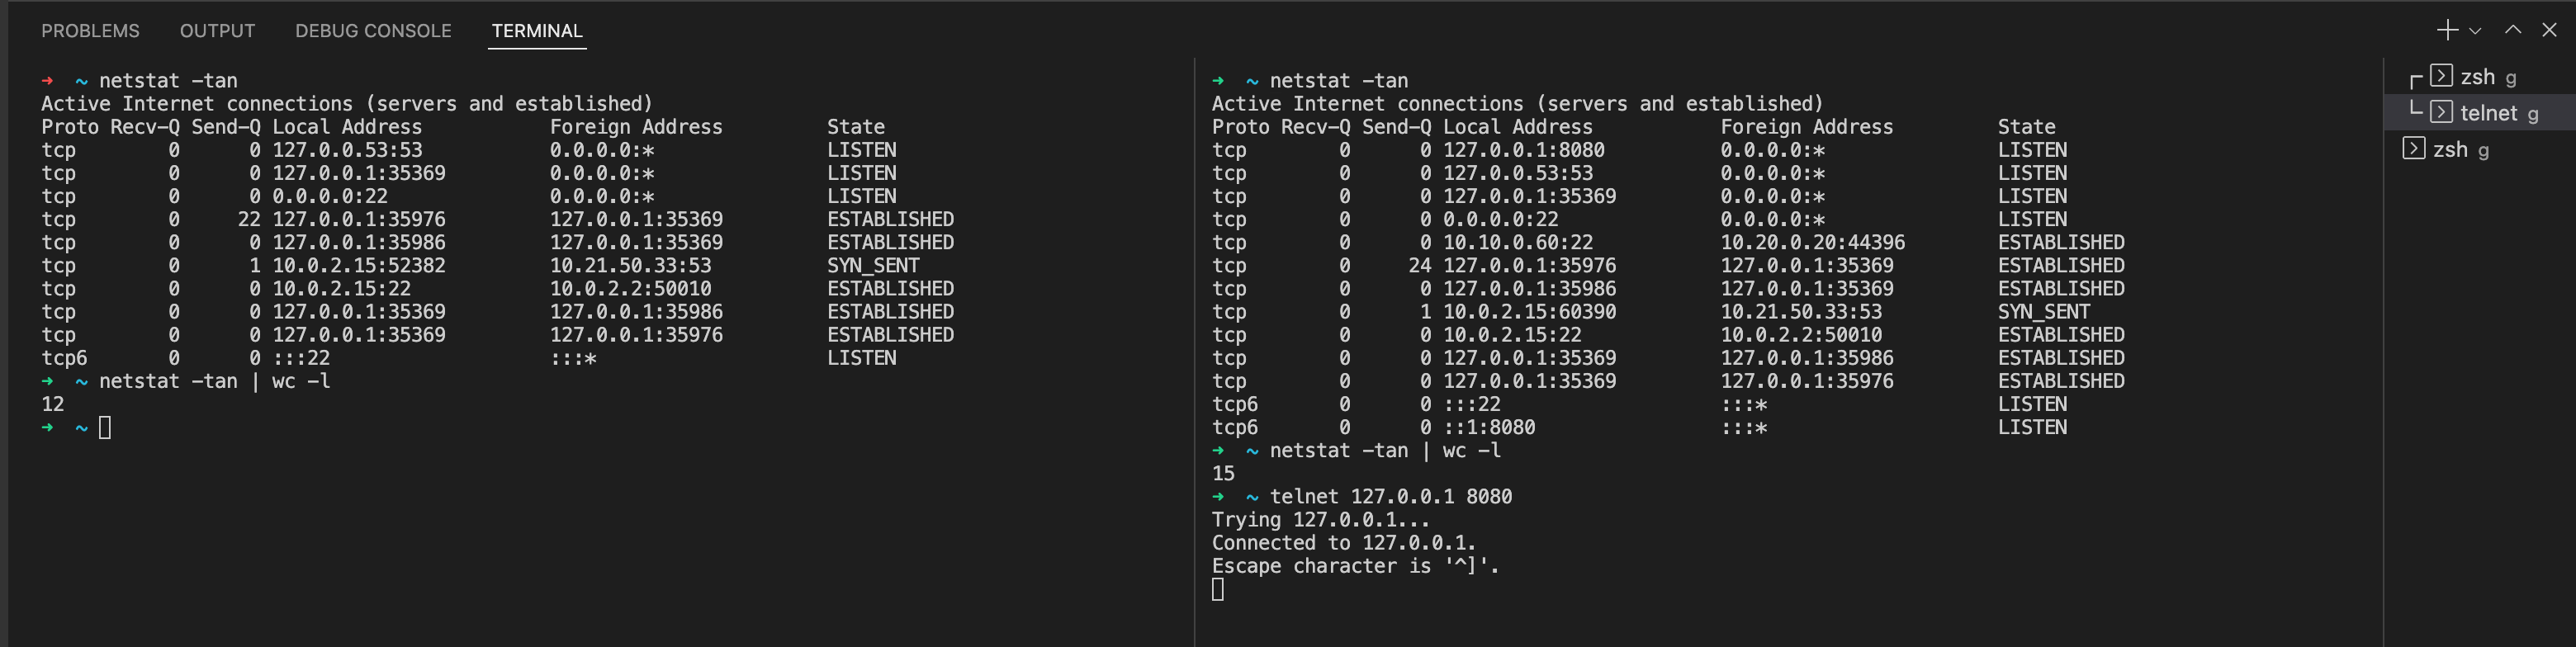 PROBLEMS OUTPUT DEBUG CONSOLE TERMINAL
➜  ~ netstat -tan
Active Internet connections (servers and established)
Proto Recv-Q Send-Q Local Address           Foreign Address         State
tcp        0      0 127.0.0.53:53           0.0.0.0:*               LISTEN
tcp        0      0 127.0.0.1:35369         0.0.0.0:*               LISTEN
tcp        0      0 0.0.0.0:22              0.0.0.0:*               LISTEN
tcp        0     22 127.0.0.1:35976         127.0.0.1:35369         ESTABLISHED
tcp        0      0 127.0.0.1:35986         127.0.0.1:35369         ESTABLISHED
tcp        0      1 10.0.2.15:52382         10.21.50.33:53          SYN_SENT
tcp        0      0 10.0.2.15:22            10.0.2.2:50010          ESTABLISHED
tcp        0      0 127.0.0.1:35369         127.0.0.1:35986         ESTABLISHED
tcp        0      0 127.0.0.1:35369         127.0.0.1:35976         ESTABLISHED
tcp6       0      0 :::22                   :::*                    LISTEN
➜  ~ netstat -tan | wc -l
12
➜  ~
➜  ~ netstat -tan
Active Internet connections (servers and established)
Proto Recv-Q Send-Q Local Address           Foreign Address         State
tcp        0      0 127.0.0.1:8080          0.0.0.0:*               LISTEN
tcp        0      0 127.0.0.53:53           0.0.0.0:*               LISTEN
tcp        0      0 127.0.0.1:35369         0.0.0.0:*               LISTEN
tcp        0      0 0.0.0.0:22              0.0.0.0:*               LISTEN
tcp        0      0 10.10.0.60:22           10.20.0.20:44396        ESTABLISHED
tcp        0     24 127.0.0.1:35976         127.0.0.1:35369         ESTABLISHED
tcp        0      0 127.0.0.1:35986         127.0.0.1:35369         ESTABLISHED
tcp        0      1 10.0.2.15:60390         10.21.50.33:53          SYN_SENT
tcp        0      0 10.0.2.15:22            10.0.2.2:50010          ESTABLISHED
tcp        0      0 127.0.0.1:35369         127.0.0.1:35986         ESTABLISHED
tcp        0      0 127.0.0.1:35369         127.0.0.1:35976         ESTABLISHED
tcp6       0      0 :::22                   :::*                    LISTEN
tcp6       0      0 ::1:8080                :::*                    LISTEN
➜  ~ netstat -tan | wc -l
15
➜  ~ telnet 127.0.0.1 8080
Trying 127.0.0.1...
Connected to 127.0.0.1.
Escape character is '^]'.
zsh g
telnet g
zsh g